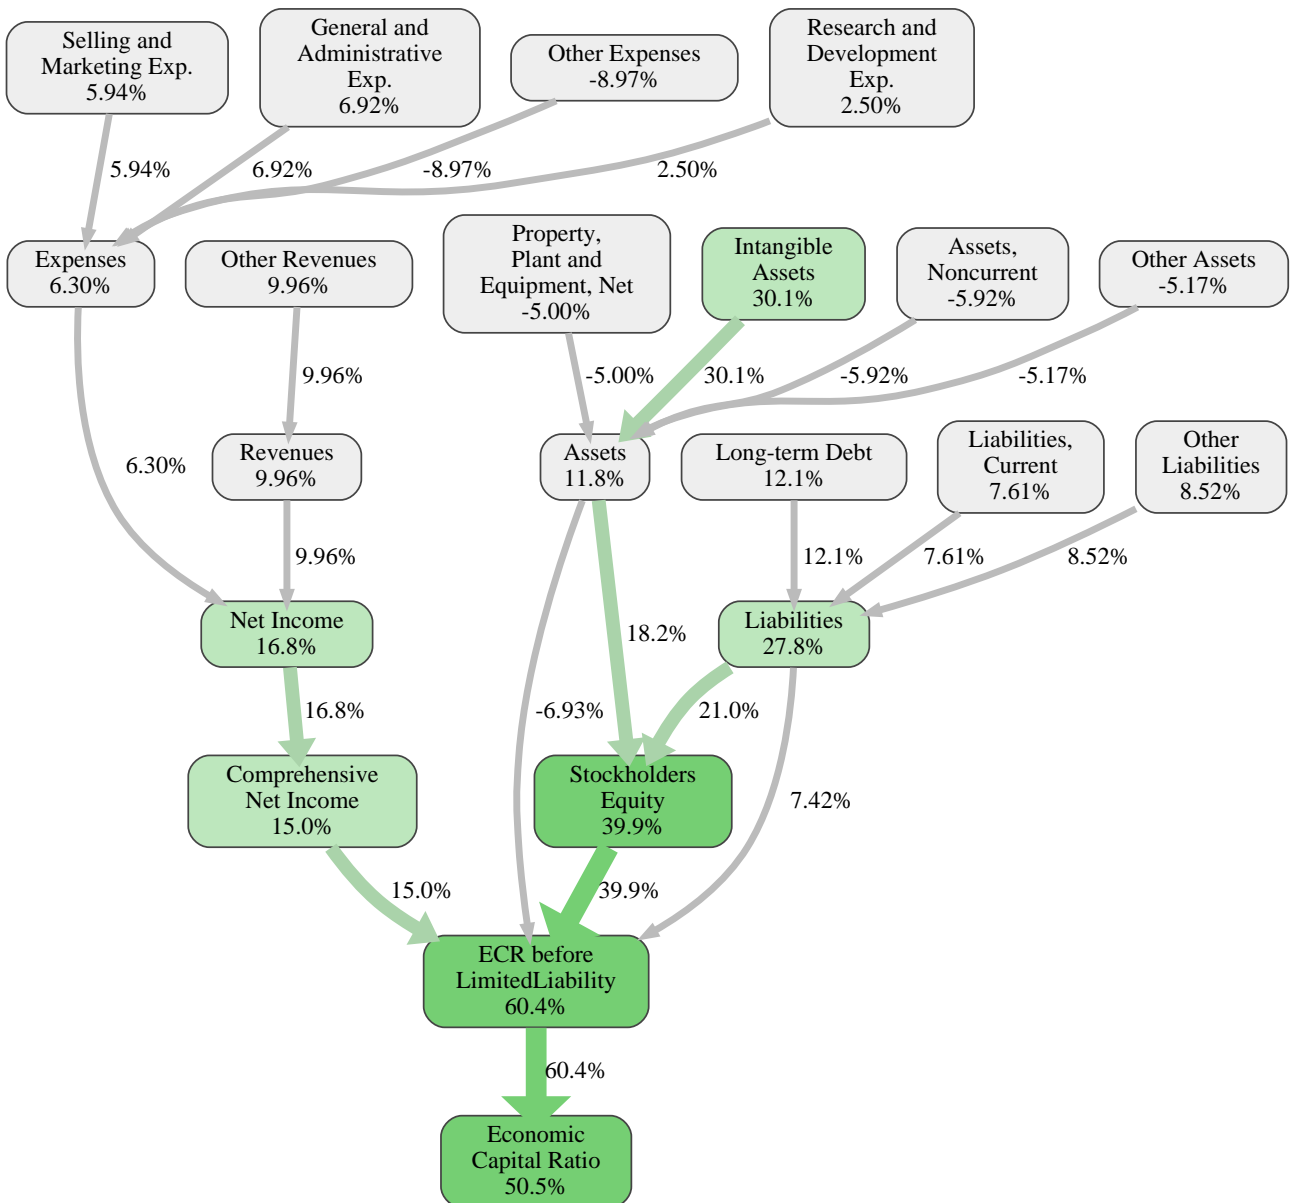 Selling and
Marketing Exp.
5.94%
General and
Administrative
Exp.
6.92%
Other Expenses
-8.97%
Research and
Development
Exp.
2.50%
5.94%
6.92%
-8.97%
2.50%
Expenses
6.30%
Other Revenues
9.96%
Property,
Plant and
Equipment, Net
-5.00%
Intangible
Assets
30.1%
Assets,
Noncurrent
-5.92%
Other Assets
-5.17%
9.96%
-5.00%
30.1%
-5.92%
-5.17%
6.30%
Revenues
9.96%
Assets
11.8%
Long-term Debt
12.1%
Liabilities,
Current
7.61%
Other
Liabilities
8.52%
9.96%
12.1%
7.61%
8.52%
Net Income
16.8%
18.2%
Liabilities
27.8%
16.8%
-6.93%
21.0%
Comprehensive
Net Income
15.0%
Stockholders
Equity
39.9%
7.42%
15.0%
39.9%
ECR before
LimitedLiability
60.4%
60.4%
Economic
Capital Ratio
50.5%